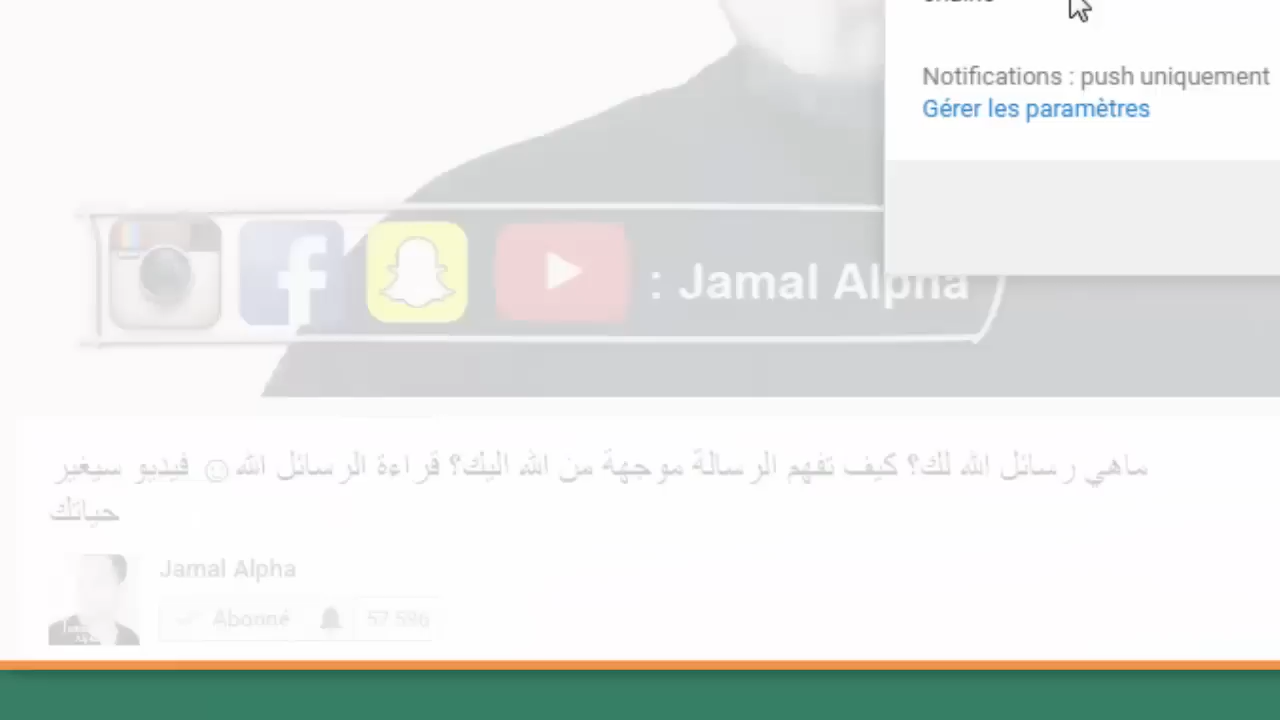 Notifications : push uniquement
Gérer les paramètres
: Jamal Alpha
ماهي رسائل الله لك؟ كيف تفهم الرسالة موجهة من الله اليك؟ قراءة الرسائل الله☺ فيديو سيغير
حياتك
Jamal Alpha
Abonné 57 596